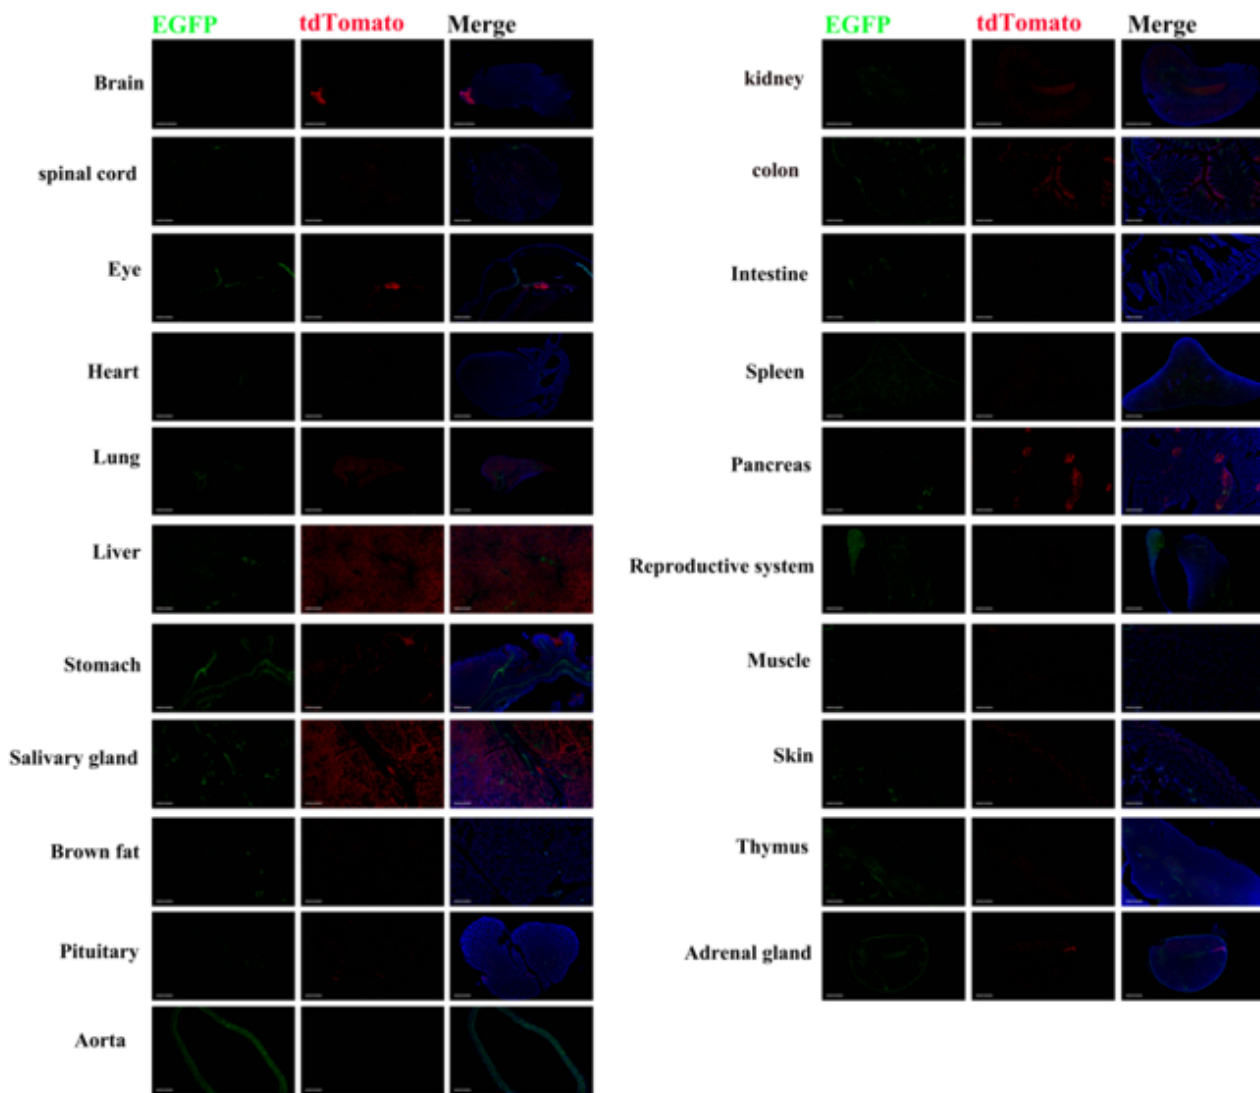 EGFP tdTomato Merge
Brain
spinal cord
Eye
Heart
Lung
Liver
Stomach
Salivary gland
Brown fat
Pituitary
Aorta
EGFP tdTomato Merge
kidney
colon
Intestine
Spleen
Pancreas
Reproductive system
Muscle
Skin
Thymus
Adrenal gland